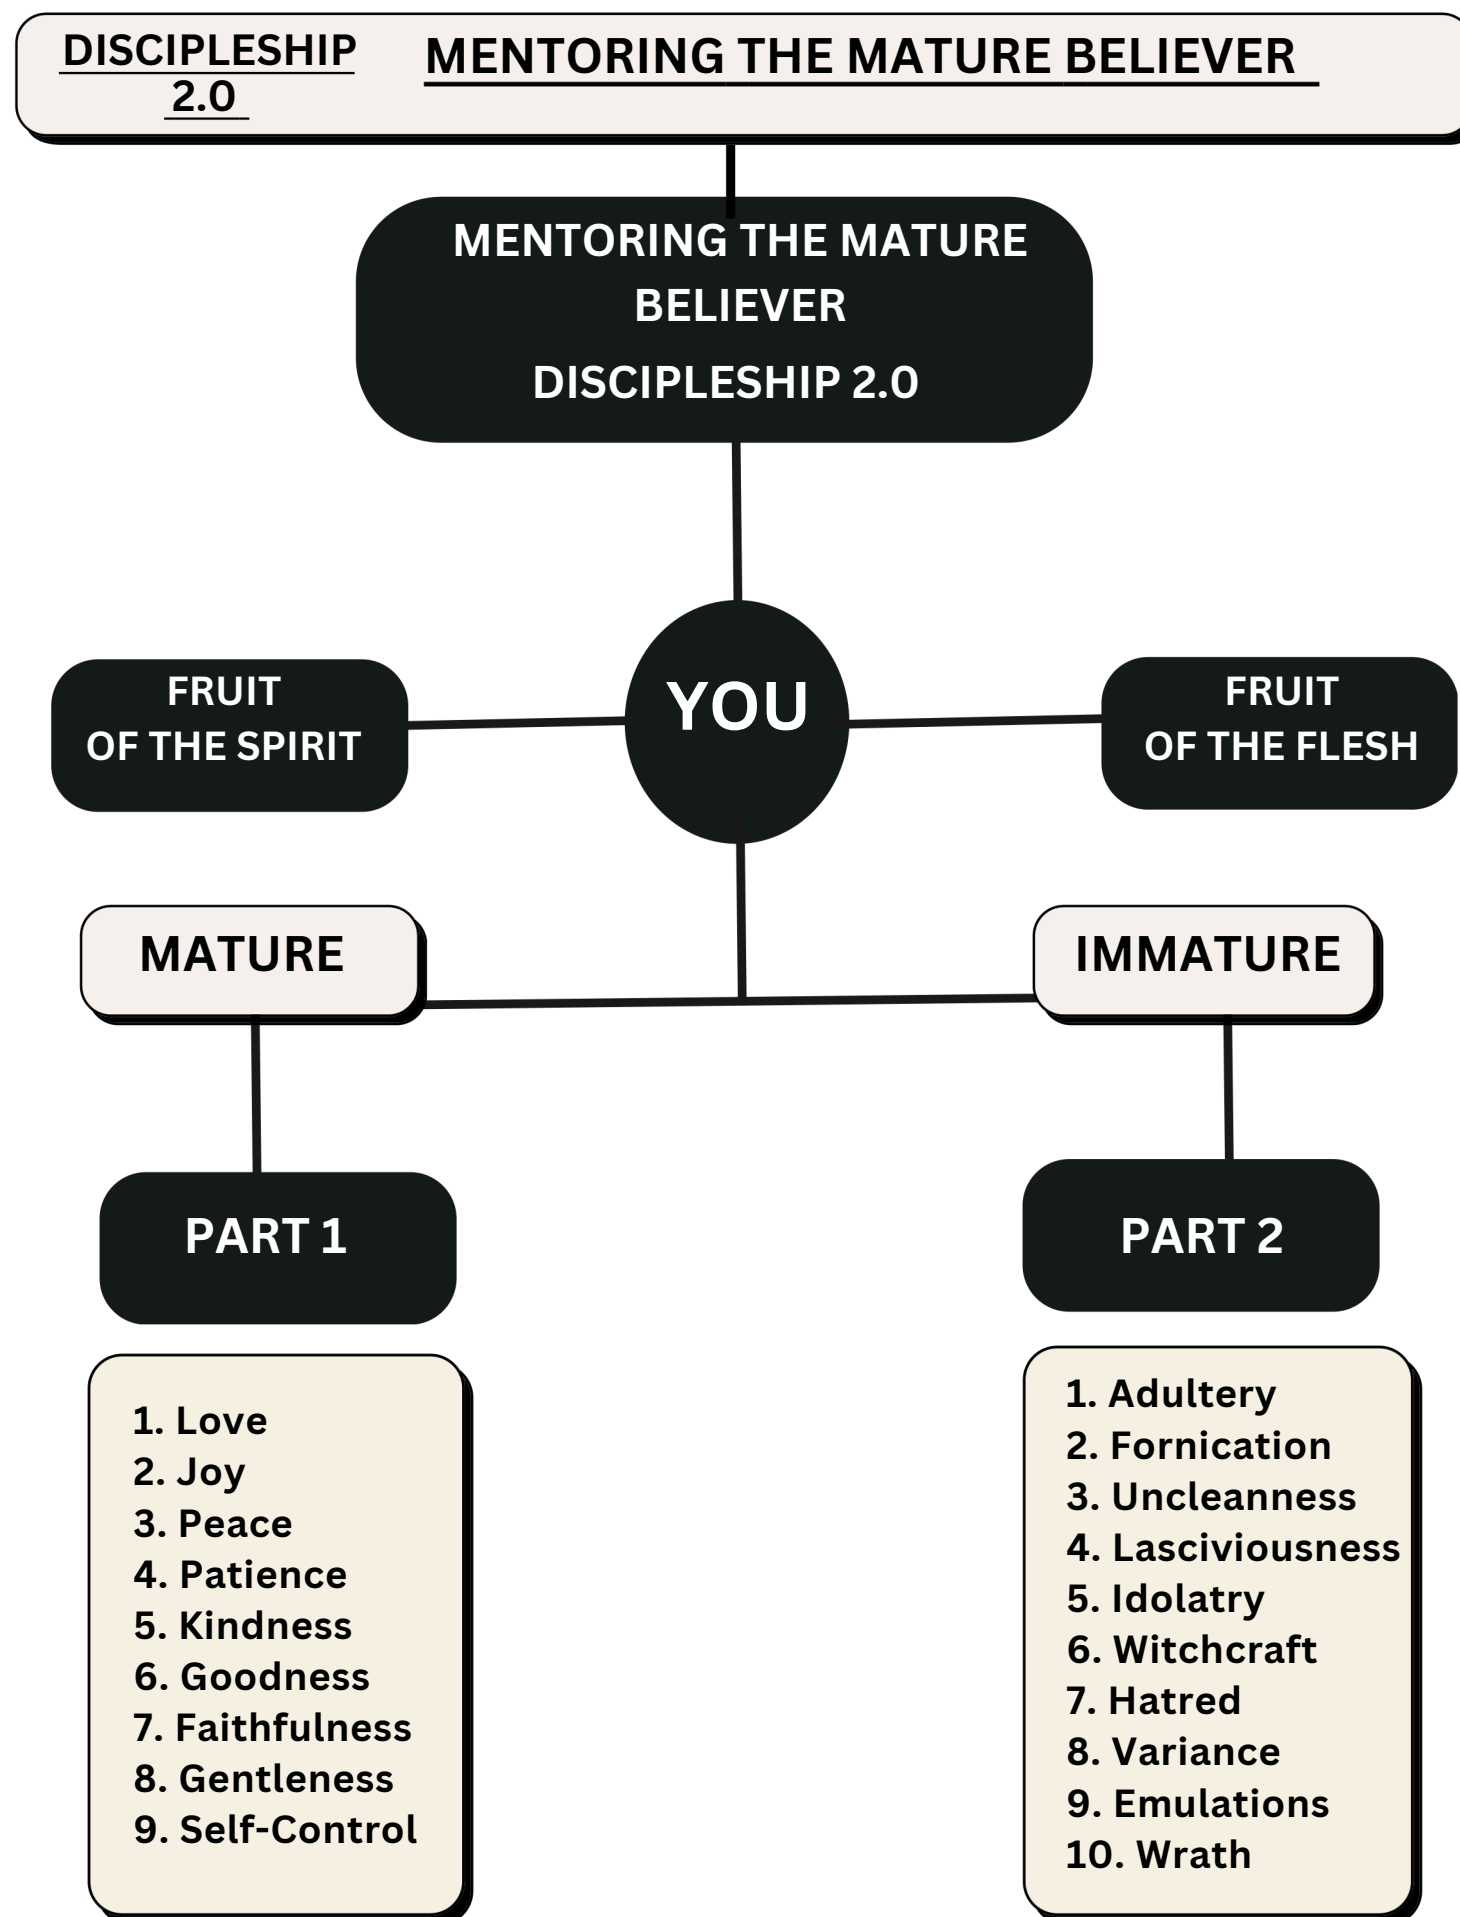 DISCIPLESHIP
2.0
MENTORING THE MATURE BELIEVER
MENTORING THE MATURE
BELIEVER
DISCIPLESHIP 2.0
YOU
FRUIT
OF THE SPIRIT
FRUIT
OF THE FLESH
MATURE
IMMATURE
PART 1
PART 2
1. Love
2. Joy
3. Peace
4. Patience
5. Kindness
6. Goodness
7. Faithfulness
8. Gentleness
9. Self-Control
1. Adultery
2. Fornication
3. Uncleanness
4. Lasciviousness
5. Idolatry
6. Witchcraft
7. Hatred
8. Variance
9. Emulations
10. Wrath